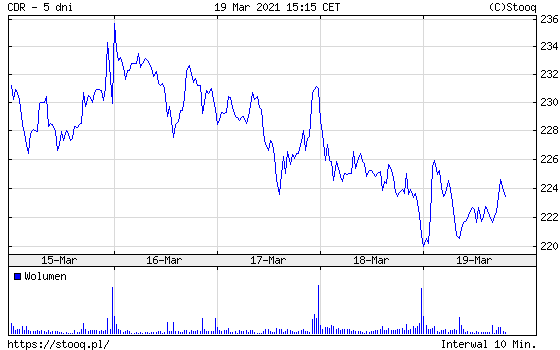 CDR - 5 dni 19 Mar 2021 15:15 CET (C)Stooq
236
234
232
230
228
226
224
222
220
15-Mar 16-Mar 17-Mar 18-Mar 19-Mar
Wolumen
https://stooq.pl/ Interwal 10 Min.